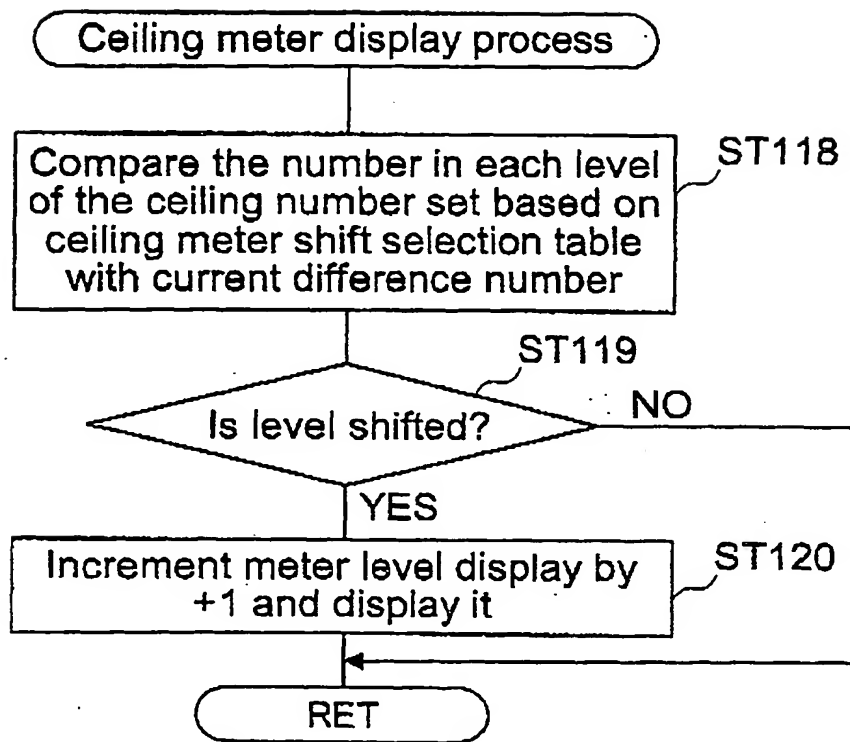 Ceiling meter display process
ST118
Compare the number in each level
of the ceiling number set based on
ceiling meter shift selection table
with current difference number
ST119
Is level shifted?
NO
YES
ST120
Increment meter level display by
+1 and display it
RET